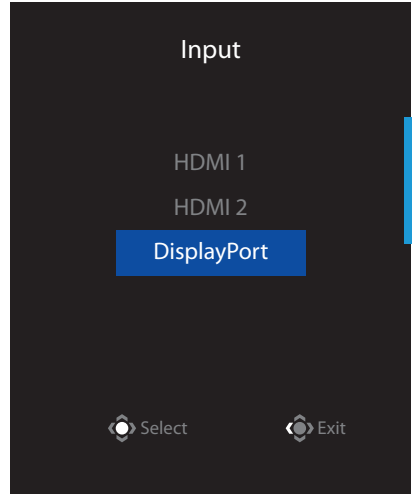 Input
HDMI 1
HDMI 2
DisplayPort
Select Exit